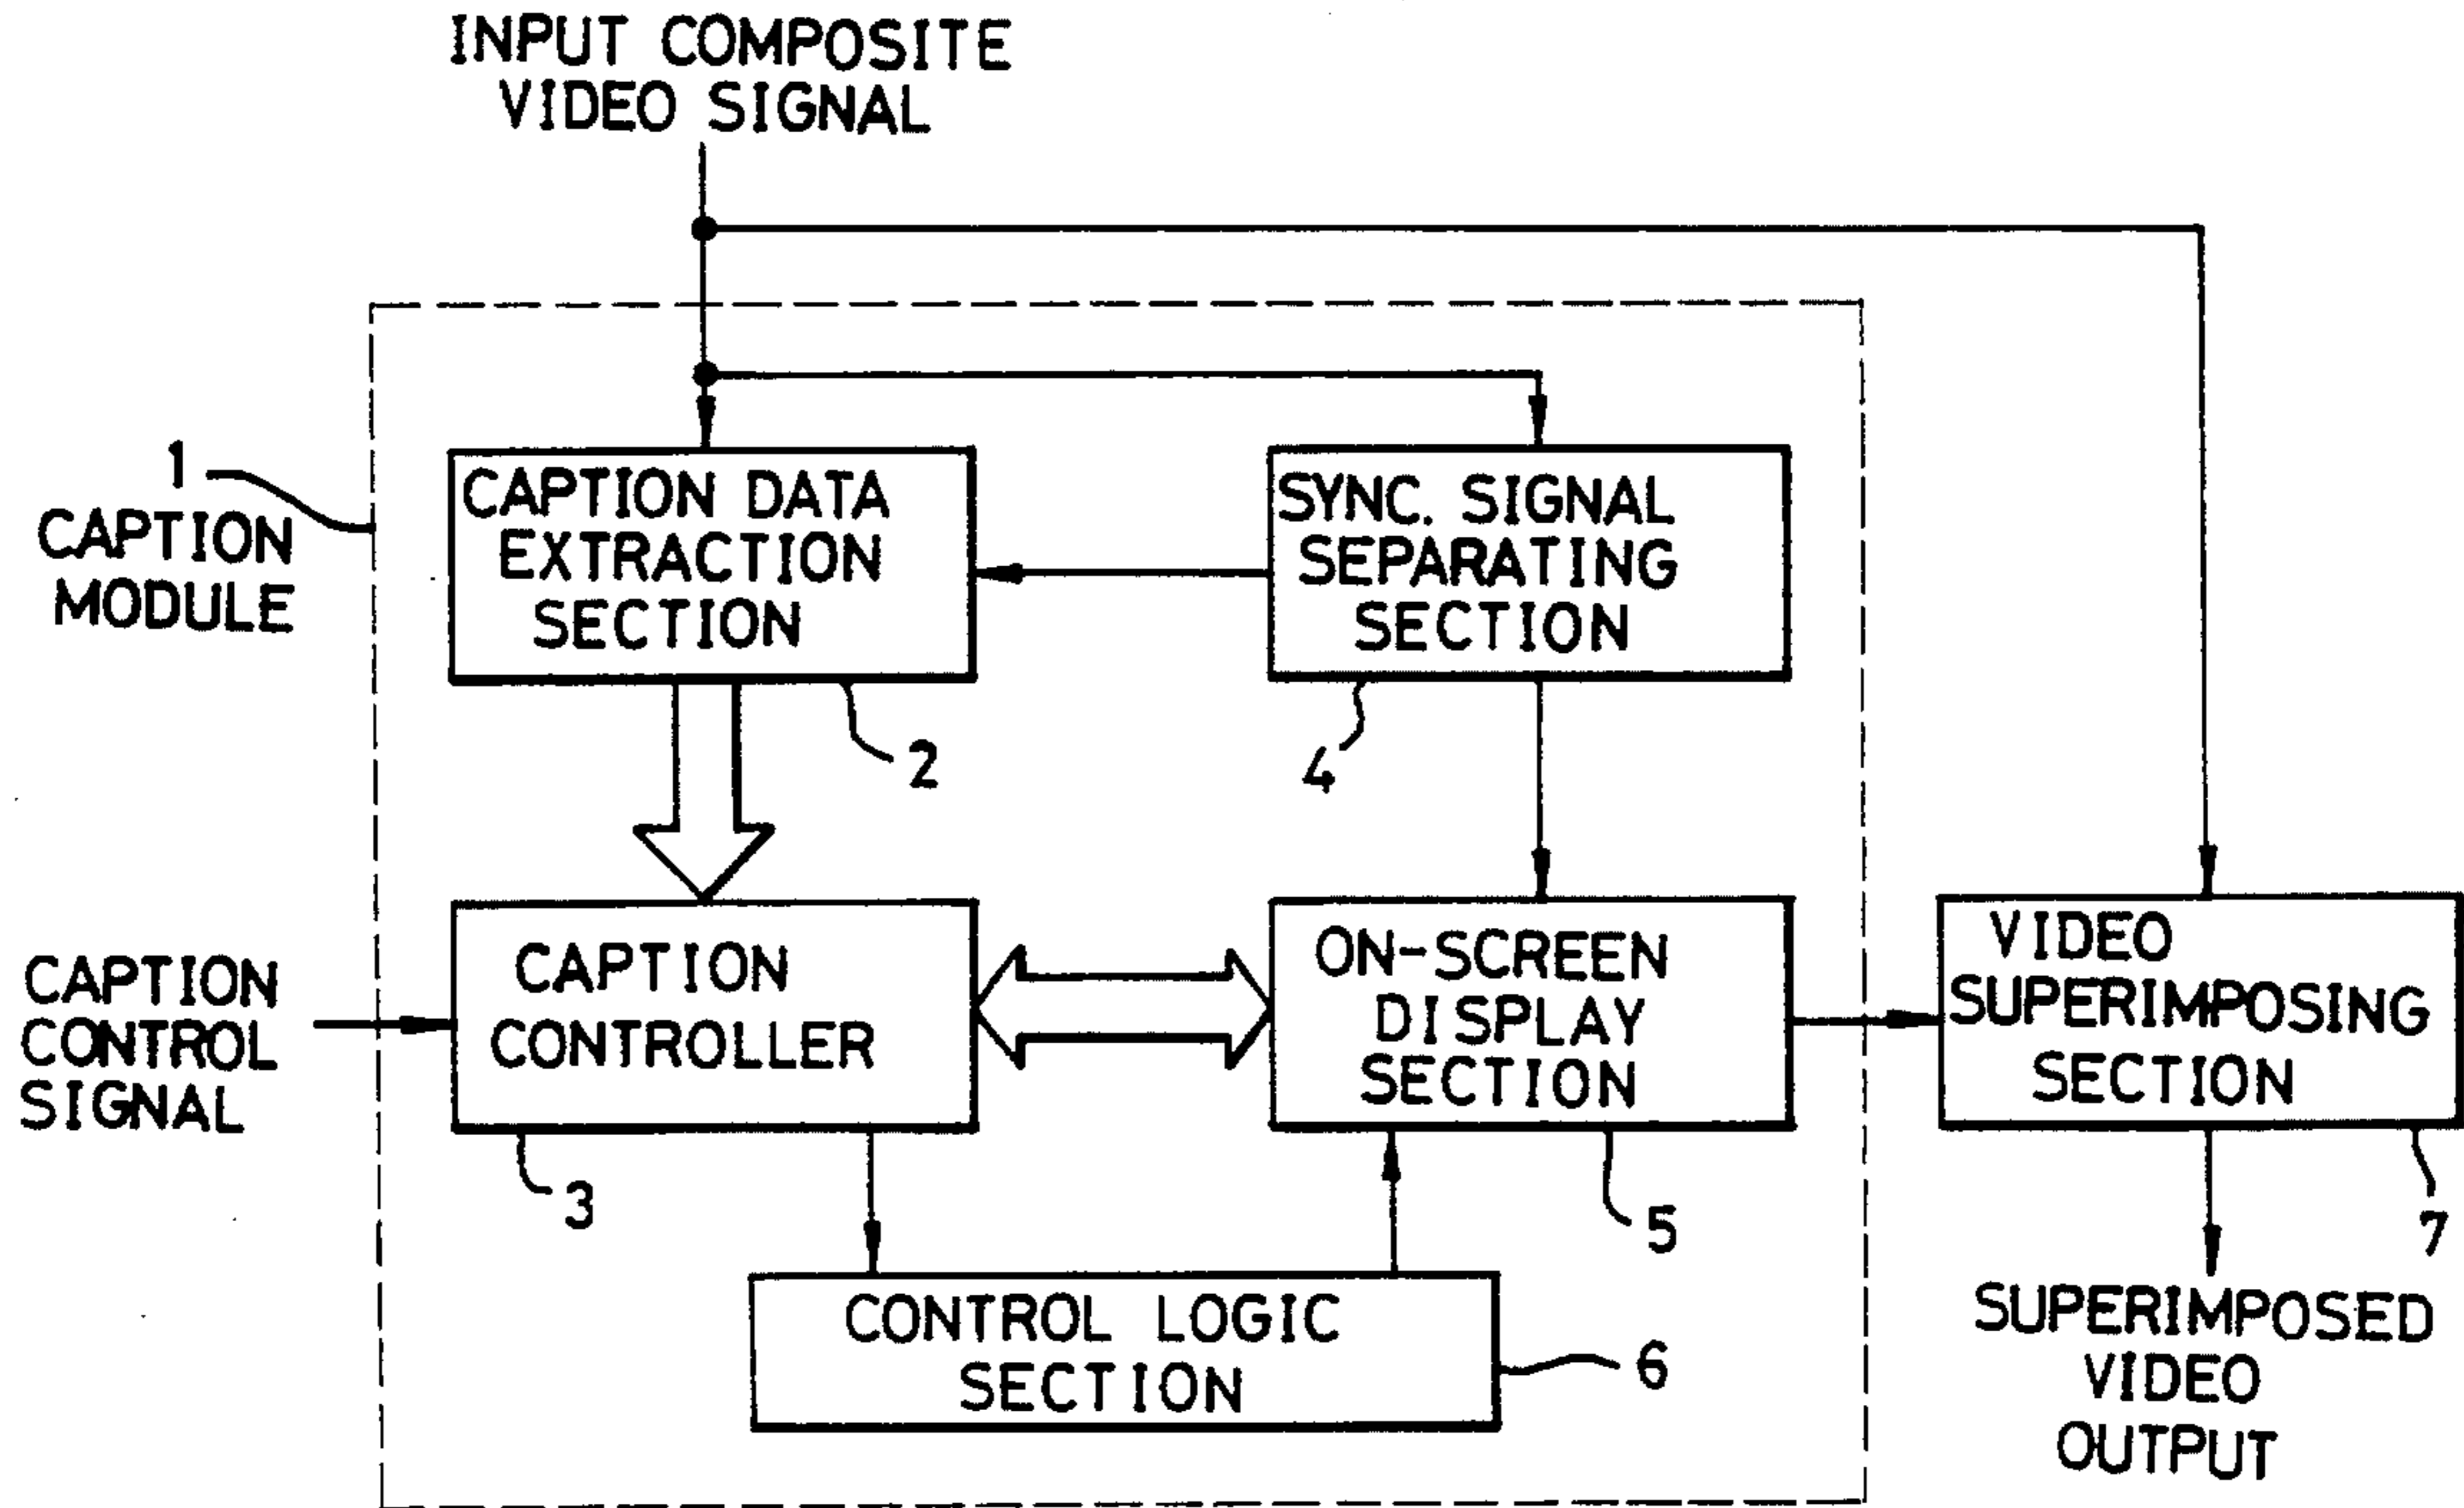 INPUT COMPOSITE
VIDEO SIGNAL
1
CAPTION
MODULE
CAPTION DATA
EXTRACTION
SECTION
2
SYNC. SIGNAL
SEPARATING
SECTION
4
CAPTION
CONTROL
SIGNAL
CAPTION
CONTROLLER
3
ON-SCREEN
DISPLAY
SECTION
5
VIDEO
SUPERIMPOSING
SECTION
7
CONTROL LOGIC
SECTION
6
SUPERIMPOSED
VIDEO
OUTPUT